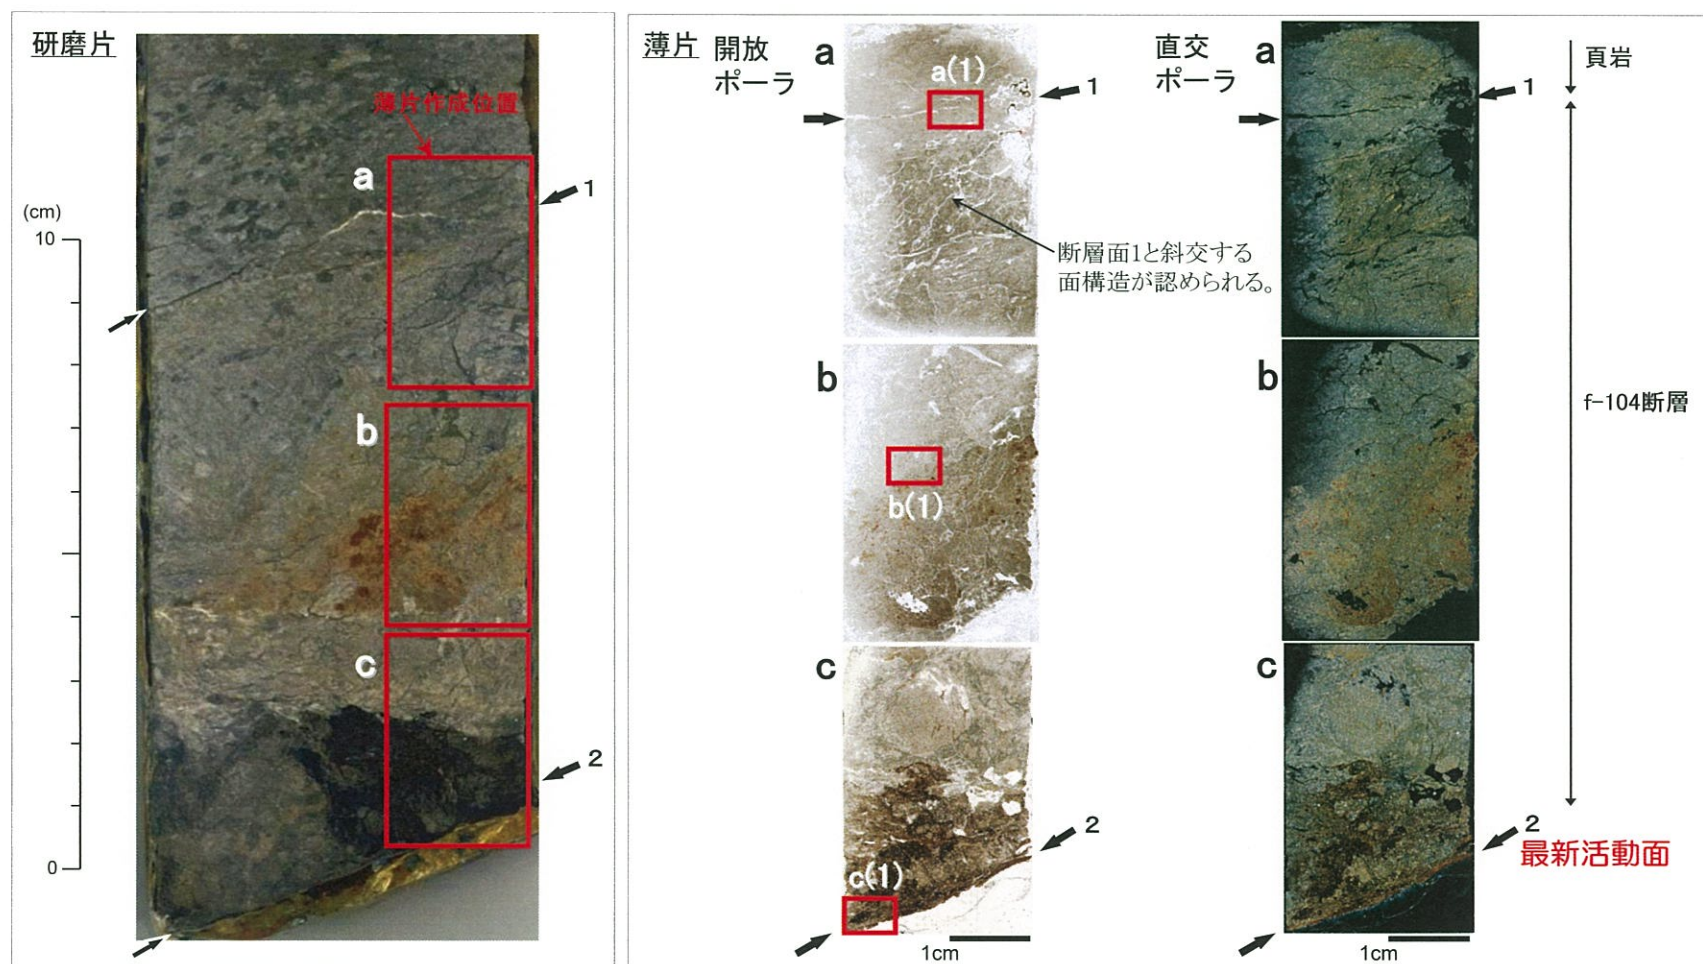 研磨片
薄片作成位置
a
1
(cm)
10
b
c
2
0
薄片 開放
ポーラ
a
a(1)
1
断層面1と斜交する
面構造が認められる。
b
b(1)
c
2
c(1)
1cm
直交
ポーラ
a
1
頁岩
b
f-104断層
c
2
最新活動面
1cm